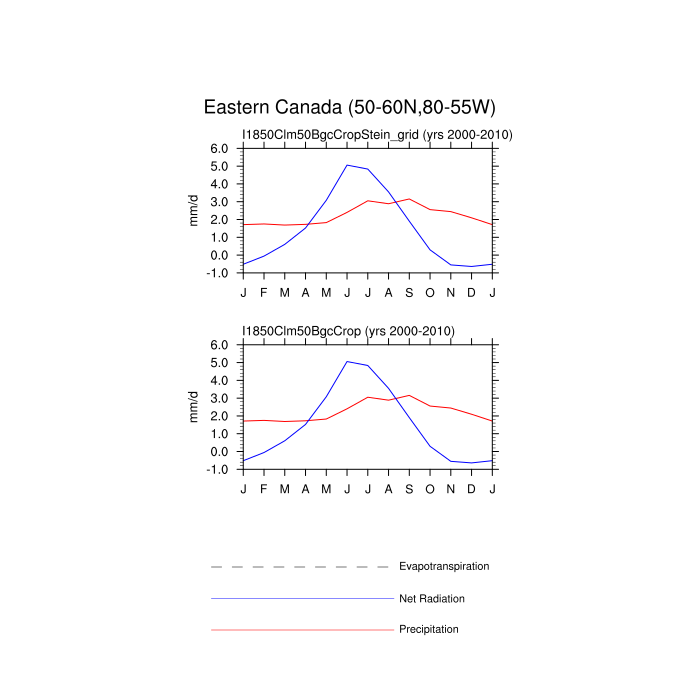 Eastern Canada (50-60N,80-55W)
I1850Clm50BgcCropStein_grid (yrs 2000-2010)
6.0
5.0
4.0
3.0
2.0
1.0
0.0
-1.0
mm/d
J F M A M J J A S O N D J
I1850Clm50BgcCrop (yrs 2000-2010)
6.0
5.0
4.0
3.0
2.0
1.0
0.0
-1.0
mm/d
J F M A M J J A S O N D J
Evapotranspiration
Net Radiation
Precipitation